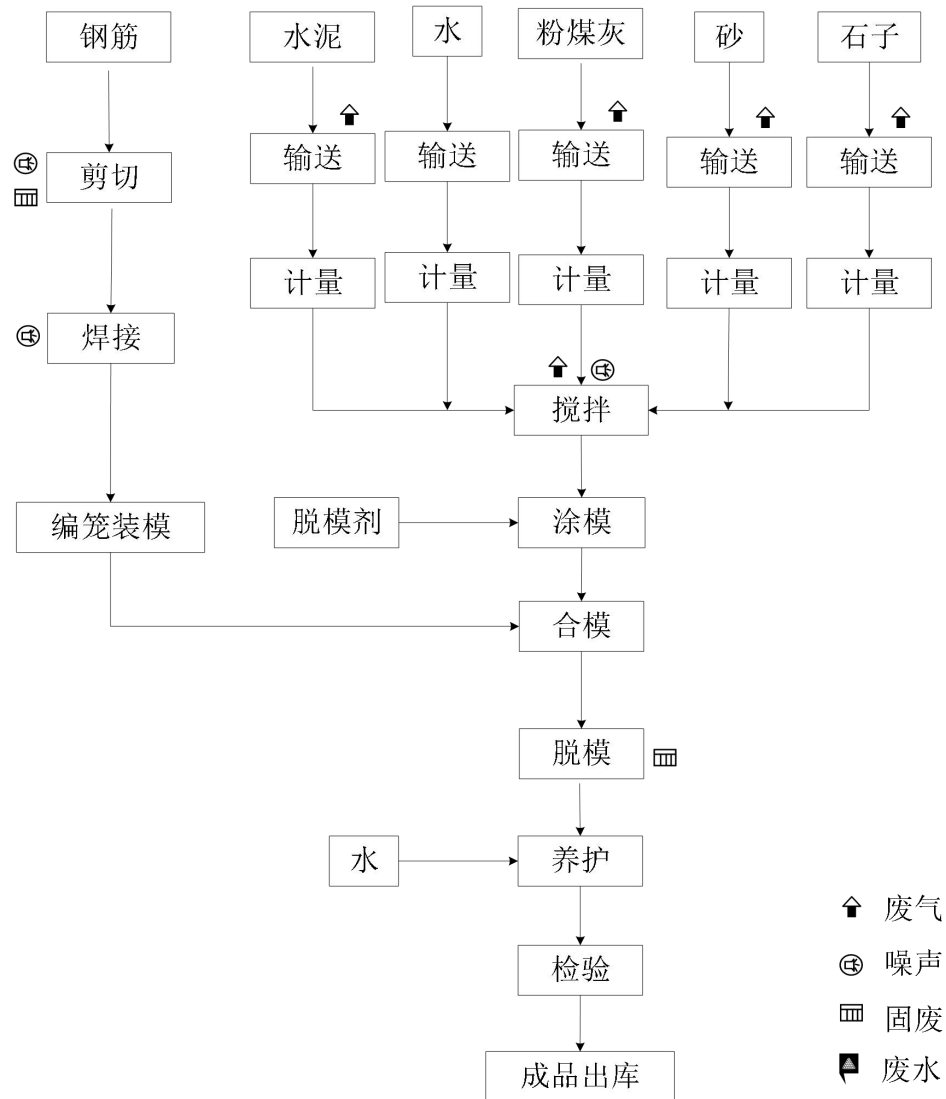 钢筋
水泥
水
粉煤灰
砂
石子
剪切
输送
输送
输送
输送
输送
计量
计量
计量
计量
计量
焊接
搅拌
编笼装模
脱模剂
涂模
合模
脱模
水
养护
检验
成品出库
废气
噪声
固废
废水